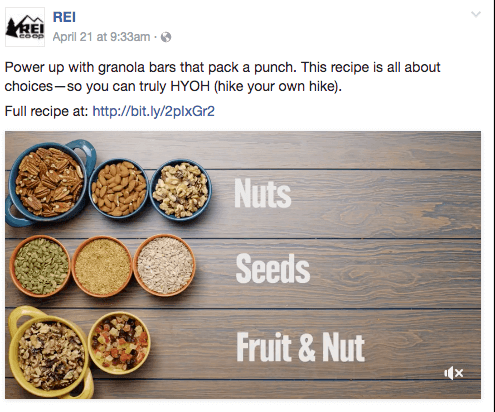 REI
REI
co·op
April 21 at 9:33am ·
Power up with granola bars that pack a punch. This recipe is all about
choices—so you can truly HYOH (hike your own hike).
Full recipe at: http://bit.ly/2plxGr2
Nuts
Seeds
Fruit & Nut